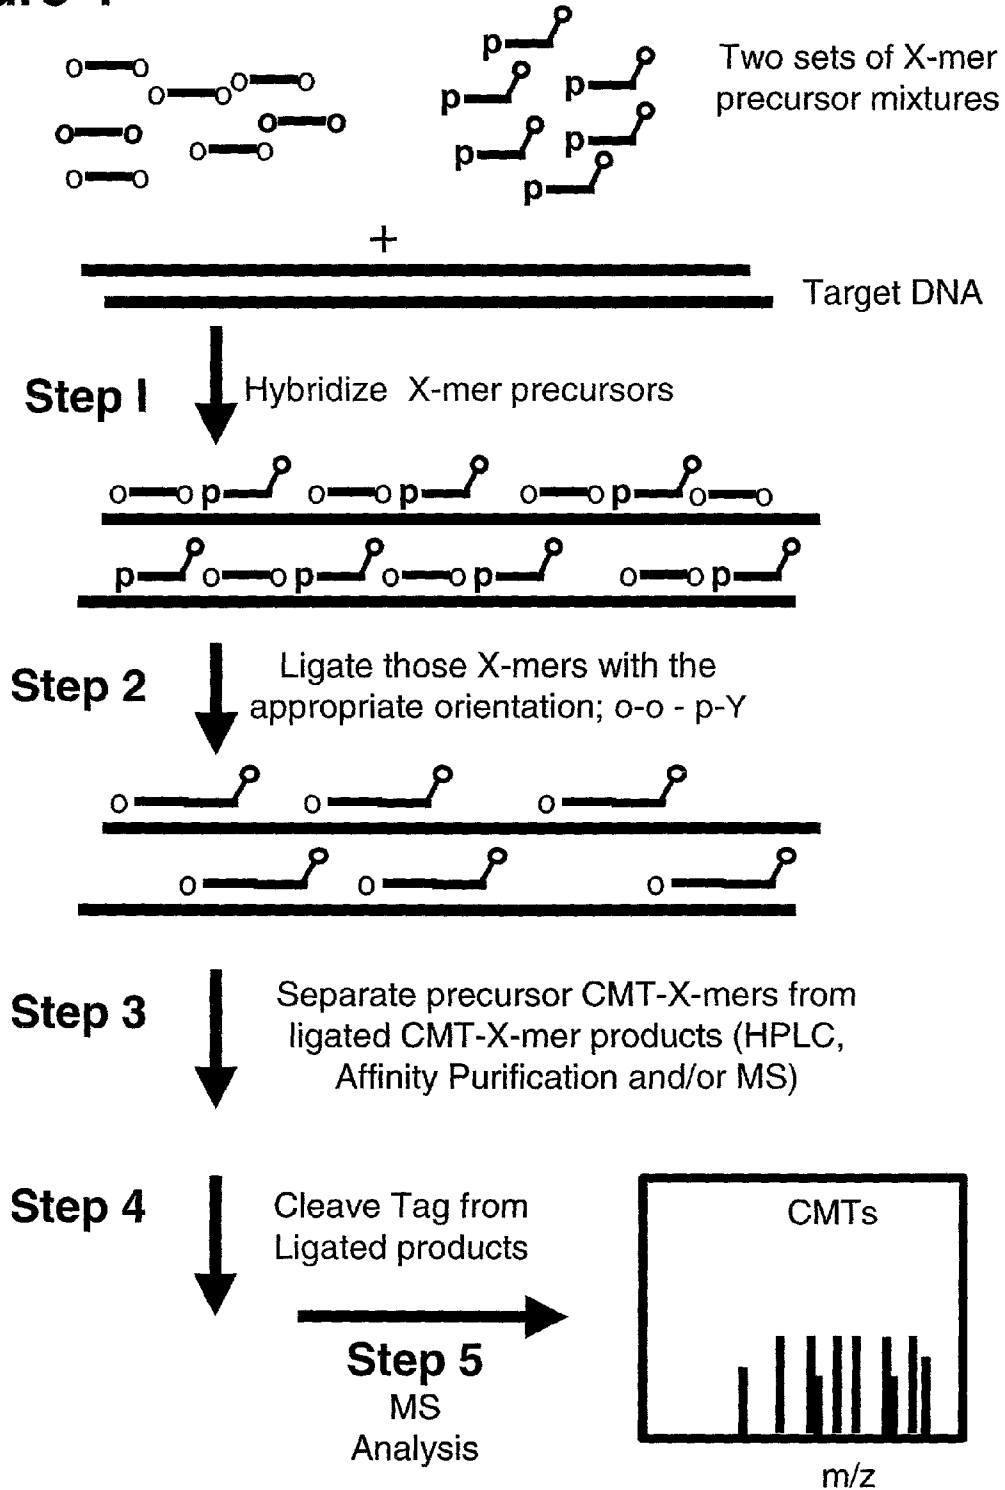 Two sets of X-mer
precursor mixtures
p
p
p
p
p
p
+
Target DNA
Step I
Hybridize X-mer precursors
o o p o o p o o p o o
p o o p o o p o o p
Step 2
Ligate those X-mers with the
appropriate orientation; o-o - p-Y
Step 3
Separate precursor CMT-X-mers from
ligated CMT-X-mer products (HPLC,
Affinity Purification and/or MS)
Step 4
Cleave Tag from
Ligated products
CMTs
Step 5
MS
Analysis
m/z